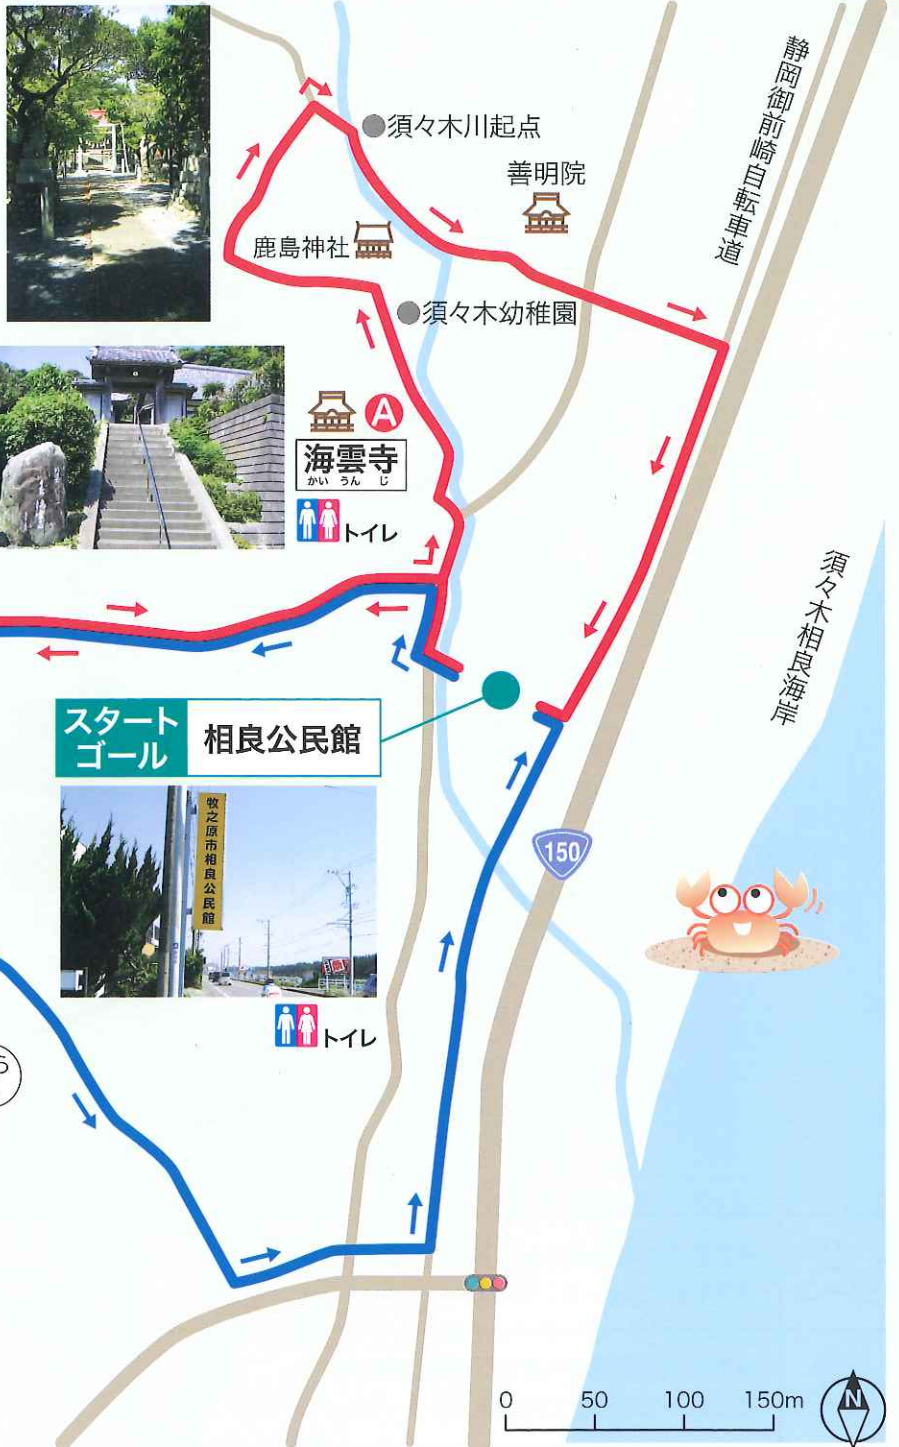 静岡御前崎自転車道
須々木川起点
善明院
鹿島神社
須々木幼稚園
A
海雲寺
かい うん じ
トイレ
須々木相良海岸
スタート
ゴール
相良公民館
牧之原市相良公民館
150
トイレ
ら
0 50 100 150m
N